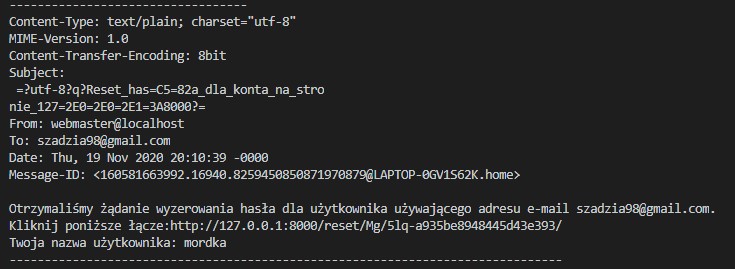 ----------------------------------
Content-Type: text/plain; charset="utf-8"
MIME-Version: 1.0
Content-Transfer-Encoding: 8bit
Subject:
 =?utf-8?q?Reset_has=C5=82a_dla_konta_na_stro
nie_127=2E0=2E0=2E1=3A8000?=
From: webmaster@localhost
To: szadzia98@gmail.com
Date: Thu, 19 Nov 2020 20:10:39 -0000
Message-ID: <160581663992.16940.8259450850871970879@LAPTOP-0GV1S62K.home>

Otrzymaliśmy żądanie wyzerowania hasła dla użytkownika używającego adresu e-mail szadzia98@gmail.com.
Kliknij poniższe łącze:http://127.0.0.1:8000/reset/Mg/5lq-a935be8948445d43e393/
Twoja nazwa użytkownika: mordka
-------------------------------------------------------------------------------